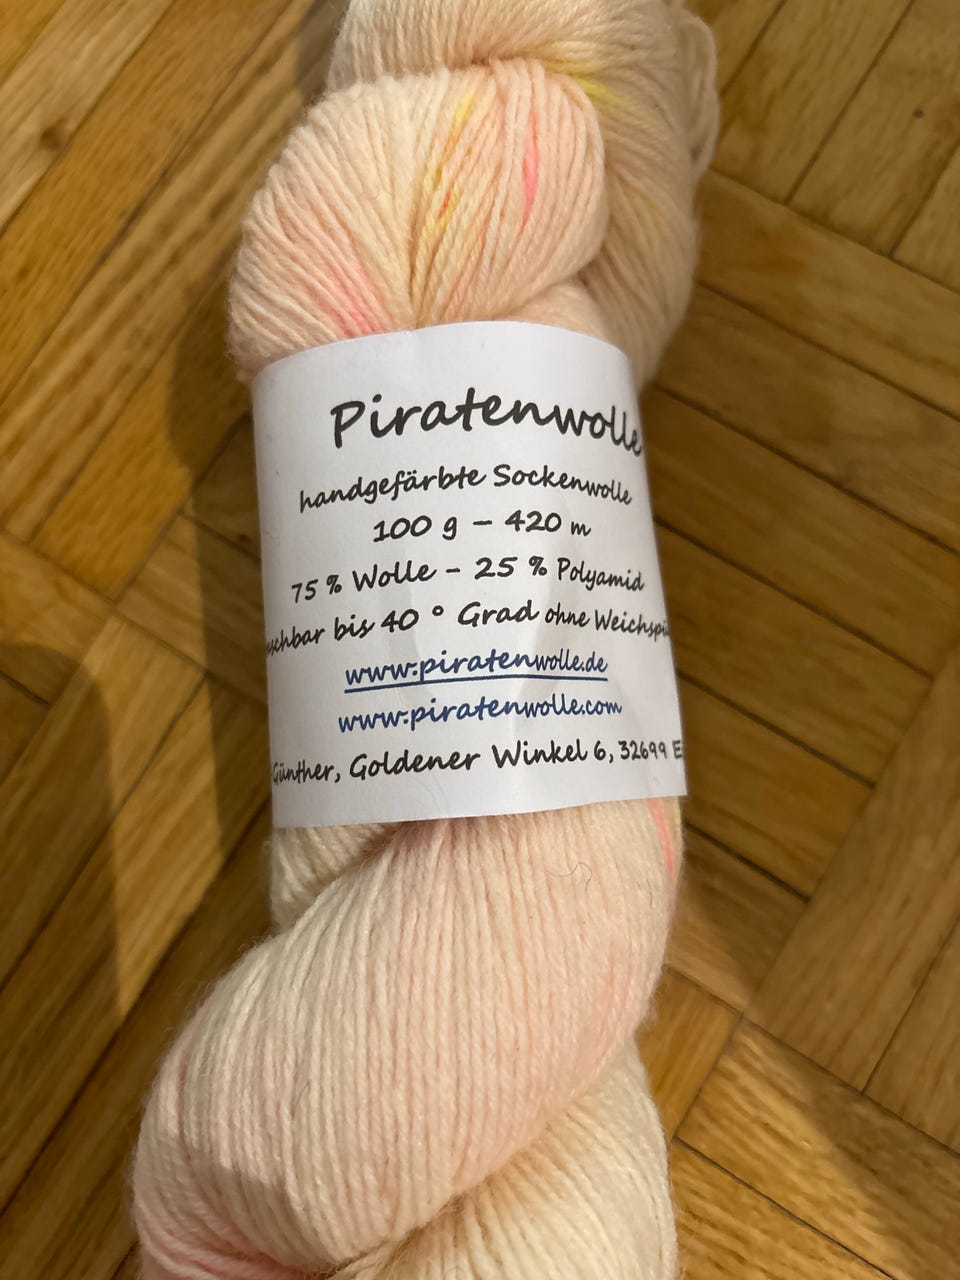 Piratenwolle
handgefärbte Sockenwolle
100 g – 420 m
75 % Wolle – 25 % Polyamid
bis 40 ° Grad ohne
www.piratenwolle.de
www.piratenwolle.com
Günther, Goldener Winkel 6, 32699